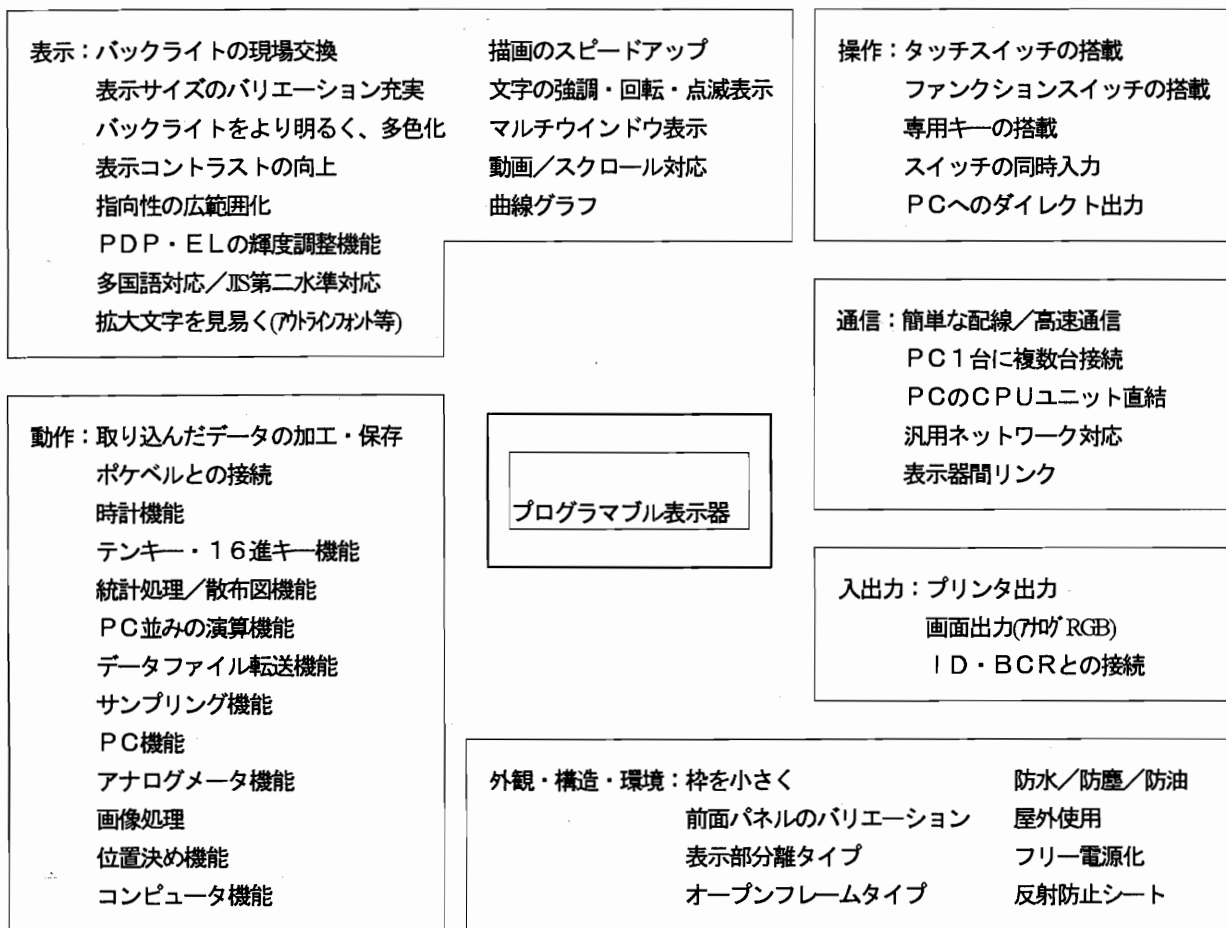 表示：バックライトの現場交換
表示サイズのバリエーション充実
バックライトをより明るく、多色化
表示コントラストの向上
指向性の広範囲化
ＰＤＰ・ＥＬの輝度調整機能
多国語対応／JIS第二水準対応
拡大文字を見易く(ｱｳﾄﾗｲﾝﾌｫﾝﾄ等)
描画のスピードアップ
文字の強調・回転・点滅表示
マルチウインドウ表示
動画／スクロール対応
曲線グラフ
操作：タッチスイッチの搭載
ファンクションスイッチの搭載
専用キーの搭載
スイッチの同時入力
ＰＣへのダイレクト出力
通信：簡単な配線／高速通信
ＰＣ１台に複数台接続
ＰＣのＣＰＵユニット直結
汎用ネットワーク対応
表示器間リンク
動作：取り込んだデータの加工・保存
ポケベルとの接続
時計機能
テンキー・１６進キー機能
統計処理／散布図機能
ＰＣ並みの演算機能
データファイル転送機能
サンプリング機能
ＰＣ機能
アナログメータ機能
画像処理
位置決め機能
コンピュータ機能
プログラマブル表示器
入出力：プリンタ出力
画面出力(ｱﾅﾛｸﾞRGB)
ＩＤ・ＢＣＲとの接続
外観・構造・環境：枠を小さく
前面パネルのバリエーション
表示部分離タイプ
オープンフレームタイプ
防水／防塵／防油
屋外使用
フリー電源化
反射防止シート